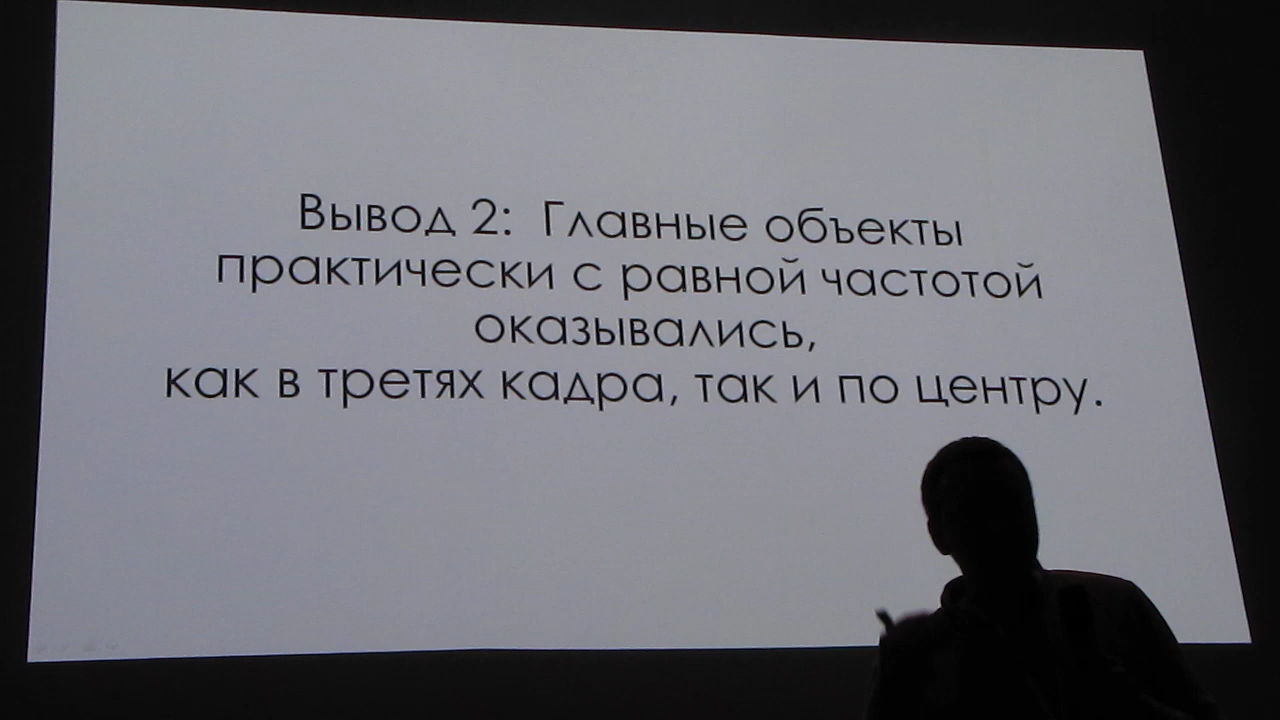 Вывод 2: Главные объекты
практически с равной частотой
оказывались,
как в третях кадра, так и по центру.